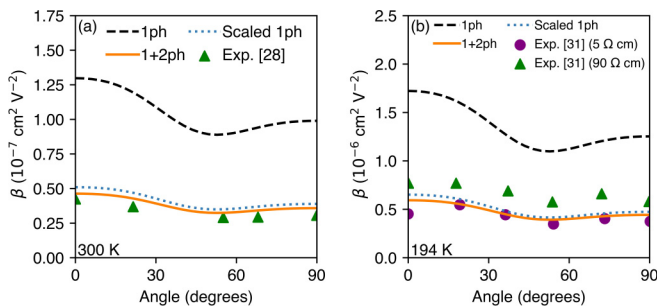 (a)
1ph
Scaled 1ph
1+2ph
Exp. [28]
1.75
1.50
1.25
1.00
0.75
0.50
0.25
0.00
β (10⁻⁷ cm² V⁻²)
300 K
0
30
60
90
Angle (degrees)
(b)
1ph
Scaled 1ph
1+2ph
Exp. [31] (5 Ω cm)
Exp. [31] (90 Ω cm)
2.5
2.0
1.5
1.0
0.5
0.0
β (10⁻⁶ cm² V⁻²)
194 K
0
30
60
90
Angle (degrees)